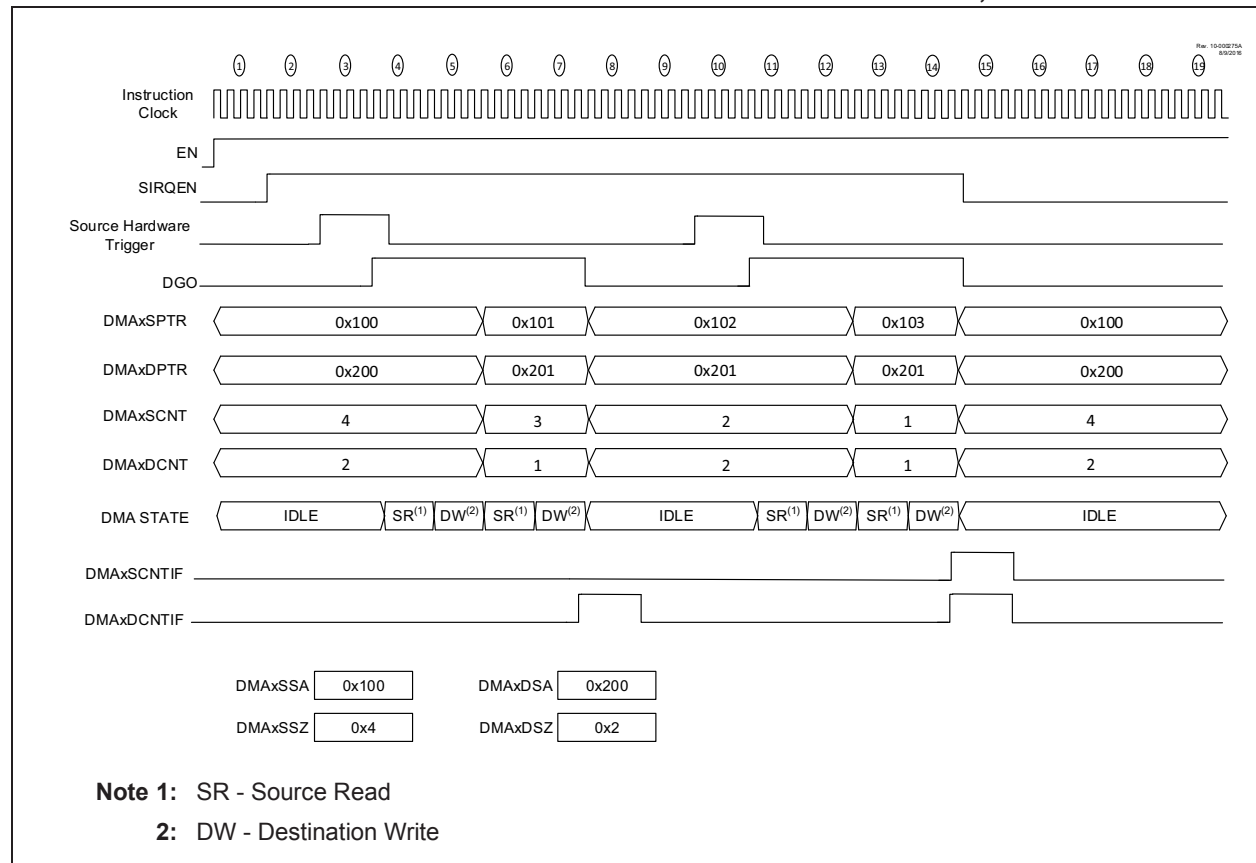 Rev. 10-000275A
8/9/2016
1 2 3 4 5 6 7 8 9 10 11 12 13 14 15 16 17 18 19
Instruction
Clock
EN
SIRQEN
Source Hardware
Trigger
DGO
DMAxSPTR 0x100 0x101 0x102 0x103 0x100
DMAxDPTR 0x200 0x201 0x201 0x201 0x200
DMAxSCNT 4 3 2 1 4
DMAxDCNT 2 1 2 1 2
DMA STATE IDLE SR(1) DW(2) SR(1) DW(2) IDLE SR(1) DW(2) SR(1) DW(2) IDLE
DMAxSCNTIF
DMAxDCNTIF
DMAxSSA 0x100 DMAxDSA 0x200
DMAxSSZ 0x4 DMAxDSZ 0x2
Note 1: SR - Source Read
2: DW - Destination Write